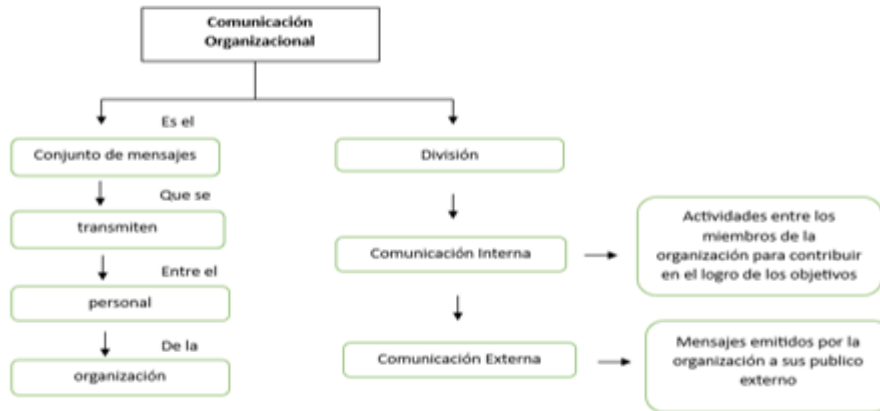 Comunicación
Organizacional
Es el
Conjunto de mensajes
Que se
transmiten
Entre el
personal
De la
organización
División
Comunicación Interna
Actividades entre los
miembros de la
organización para contribuir
en el logro de los objetivos
Comunicación Externa
Mensajes emitidos por la
organización a sus publico
externo